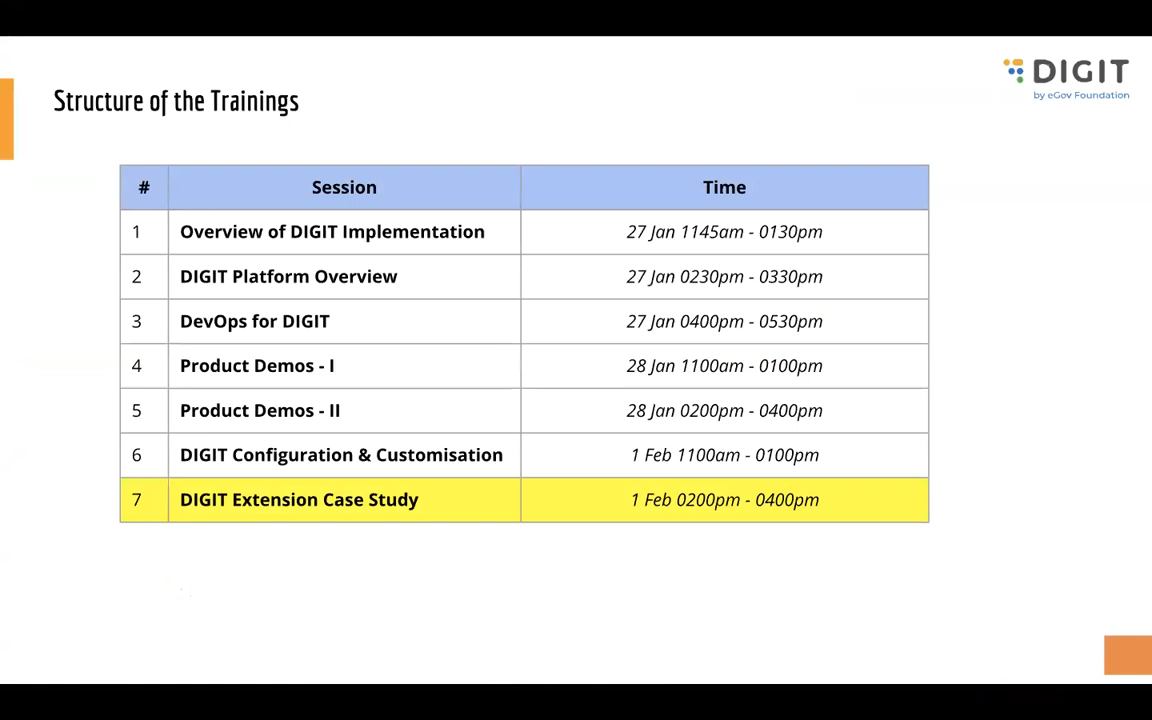 DIGIT
by eGov Foundation
Structure of the Trainings
# Session Time
1 Overview of DIGIT Implementation 27 Jan 1145am - 0130pm
2 DIGIT Platform Overview 27 Jan 0230pm - 0330pm
3 DevOps for DIGIT 27 Jan 0400pm - 0530pm
4 Product Demos - I 28 Jan 1100am - 0100pm
5 Product Demos - II 28 Jan 0200pm - 0400pm
6 DIGIT Configuration & Customisation 1 Feb 1100am - 0100pm
7 DIGIT Extension Case Study 1 Feb 0200pm - 0400pm